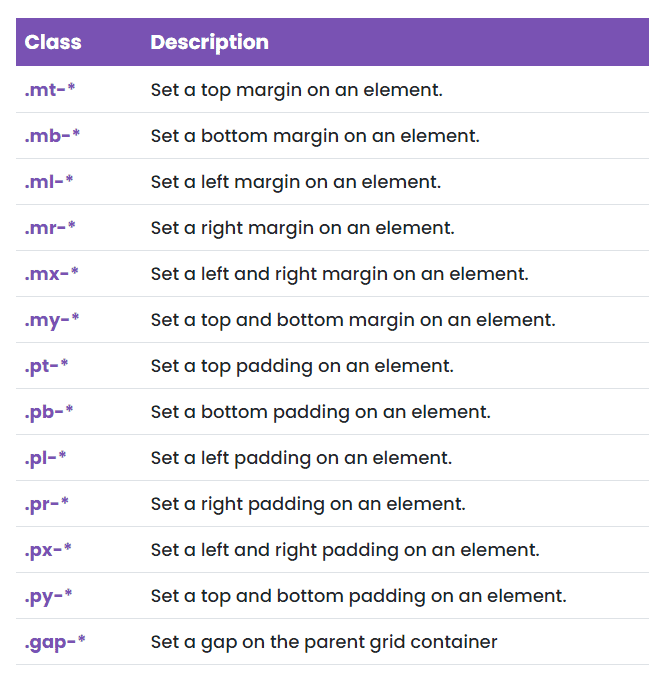 Class Description
.mt-* Set a top margin on an element.
.mb-* Set a bottom margin on an element.
.ml-* Set a left margin on an element.
.mr-* Set a right margin on an element.
.mx-* Set a left and right margin on an element.
.my-* Set a top and bottom margin on an element.
.pt-* Set a top padding on an element.
.pb-* Set a bottom padding on an element.
.pl-* Set a left padding on an element.
.pr-* Set a right padding on an element.
.px-* Set a left and right padding on an element.
.py-* Set a top and bottom padding on an element.
.gap-* Set a gap on the parent grid container